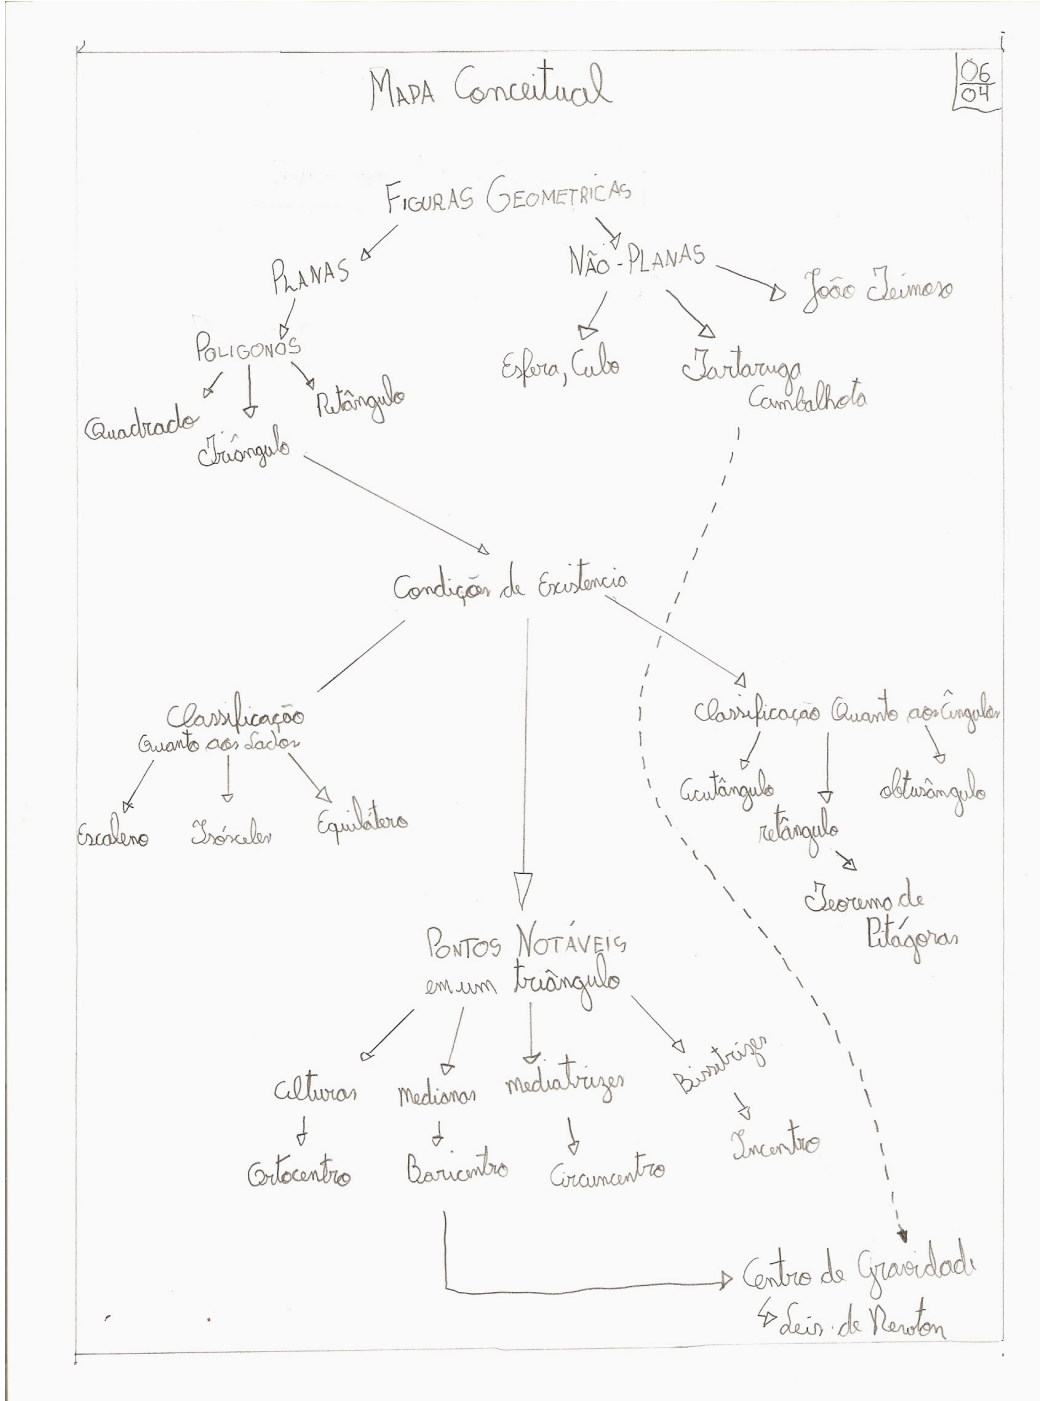 Mapa Conceitual
06
04
Figuras Geometricas
Planas
Não-Planas
João Teimoso
Poligonos
Esfera, Cubo
Tartaruga
Cambalhota
Quadrado
Triângulo
Retângulo
Condição de Existencia
Classificação
Quanto aos Lados
Classificação Quanto aos Ângulos
Escaleno
Isósceles
Equilátero
Acutângulo
retângulo
obtusângulo
Teorema de
Pitágoras
Pontos Notáveis
em um triângulo
Alturas
Medianas
Mediatrizes
Bissetrizes
Ortocentro
Baricentro
Circuncentro
Incentro
Centro de Gravidade
Leis de Newton